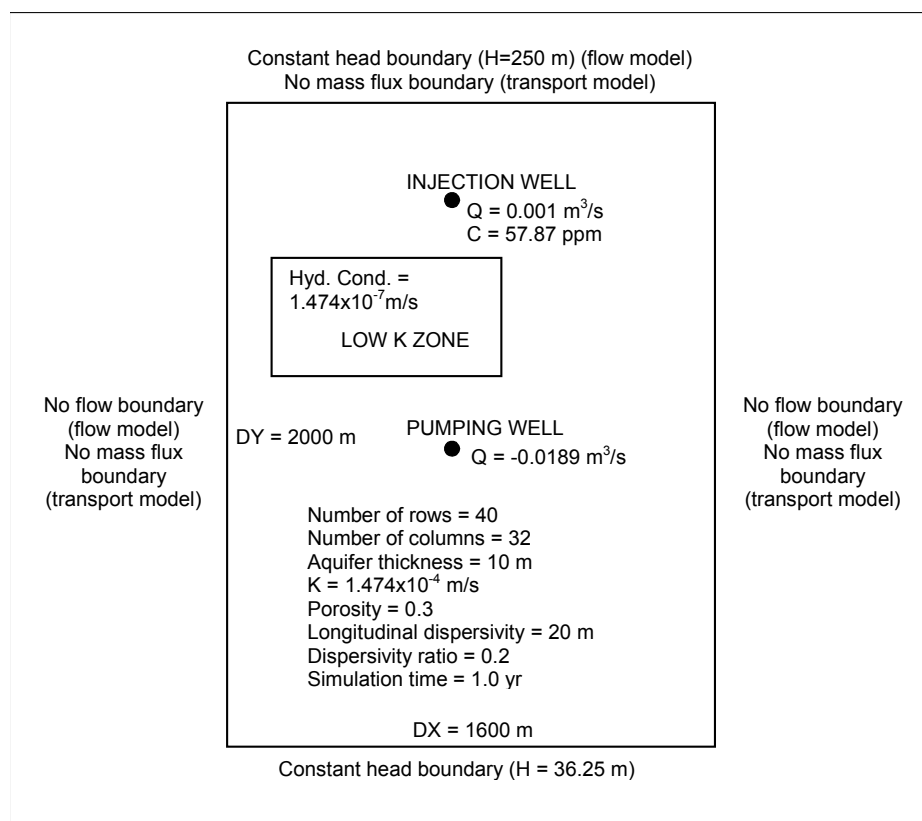 Constant head boundary (H=250 m) (flow model)
No mass flux boundary (transport model)
INJECTION WELL
Q = 0.001 m³/s
C = 57.87 ppm
Hyd. Cond. =
1.474x10⁻⁷m/s
LOW K ZONE
No flow boundary
(flow model)
No mass flux
boundary
(transport model)
DY = 2000 m
PUMPING WELL
Q = -0.0189 m³/s
No flow boundary
(flow model)
No mass flux
boundary
(transport model)
Number of rows = 40
Number of columns = 32
Aquifer thickness = 10 m
K = 1.474x10⁻⁴ m/s
Porosity = 0.3
Longitudinal dispersivity = 20 m
Dispersivity ratio = 0.2
Simulation time = 1.0 yr
DX = 1600 m
Constant head boundary (H = 36.25 m)